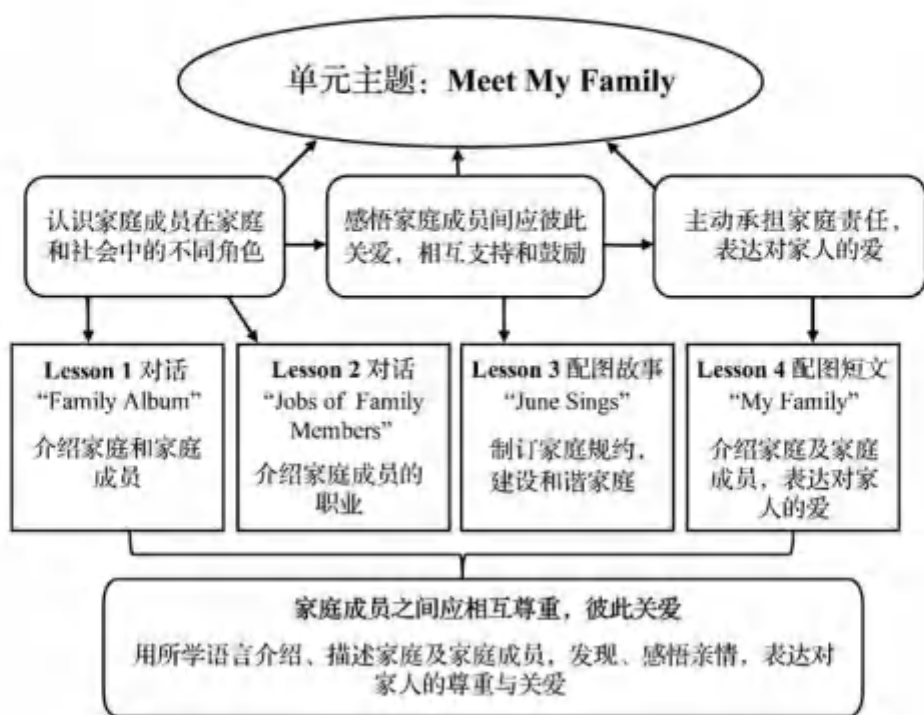 单元主题：Meet My Family
认识家庭成员在家庭
和社会中的不同角色
感悟家庭成员间应彼此
关爱，相互支持和鼓励
主动承担家庭责任，
表达对家人的爱
Lesson 1 对话
“Family Album”
介绍家庭和家庭
成员
Lesson 2 对话
“Jobs of Family
Members”
介绍家庭成员的
职业
Lesson 3 配图故事
“June Sings”
制订家庭规约，
建设和谐家庭
Lesson 4 配图短文
“My Family”
介绍家庭及家庭
成员，表达对家
人的爱
家庭成员之间应相互尊重，彼此关爱
用所学语言介绍、描述家庭及家庭成员，发现、感悟亲情，表达对
家人的尊重与关爱